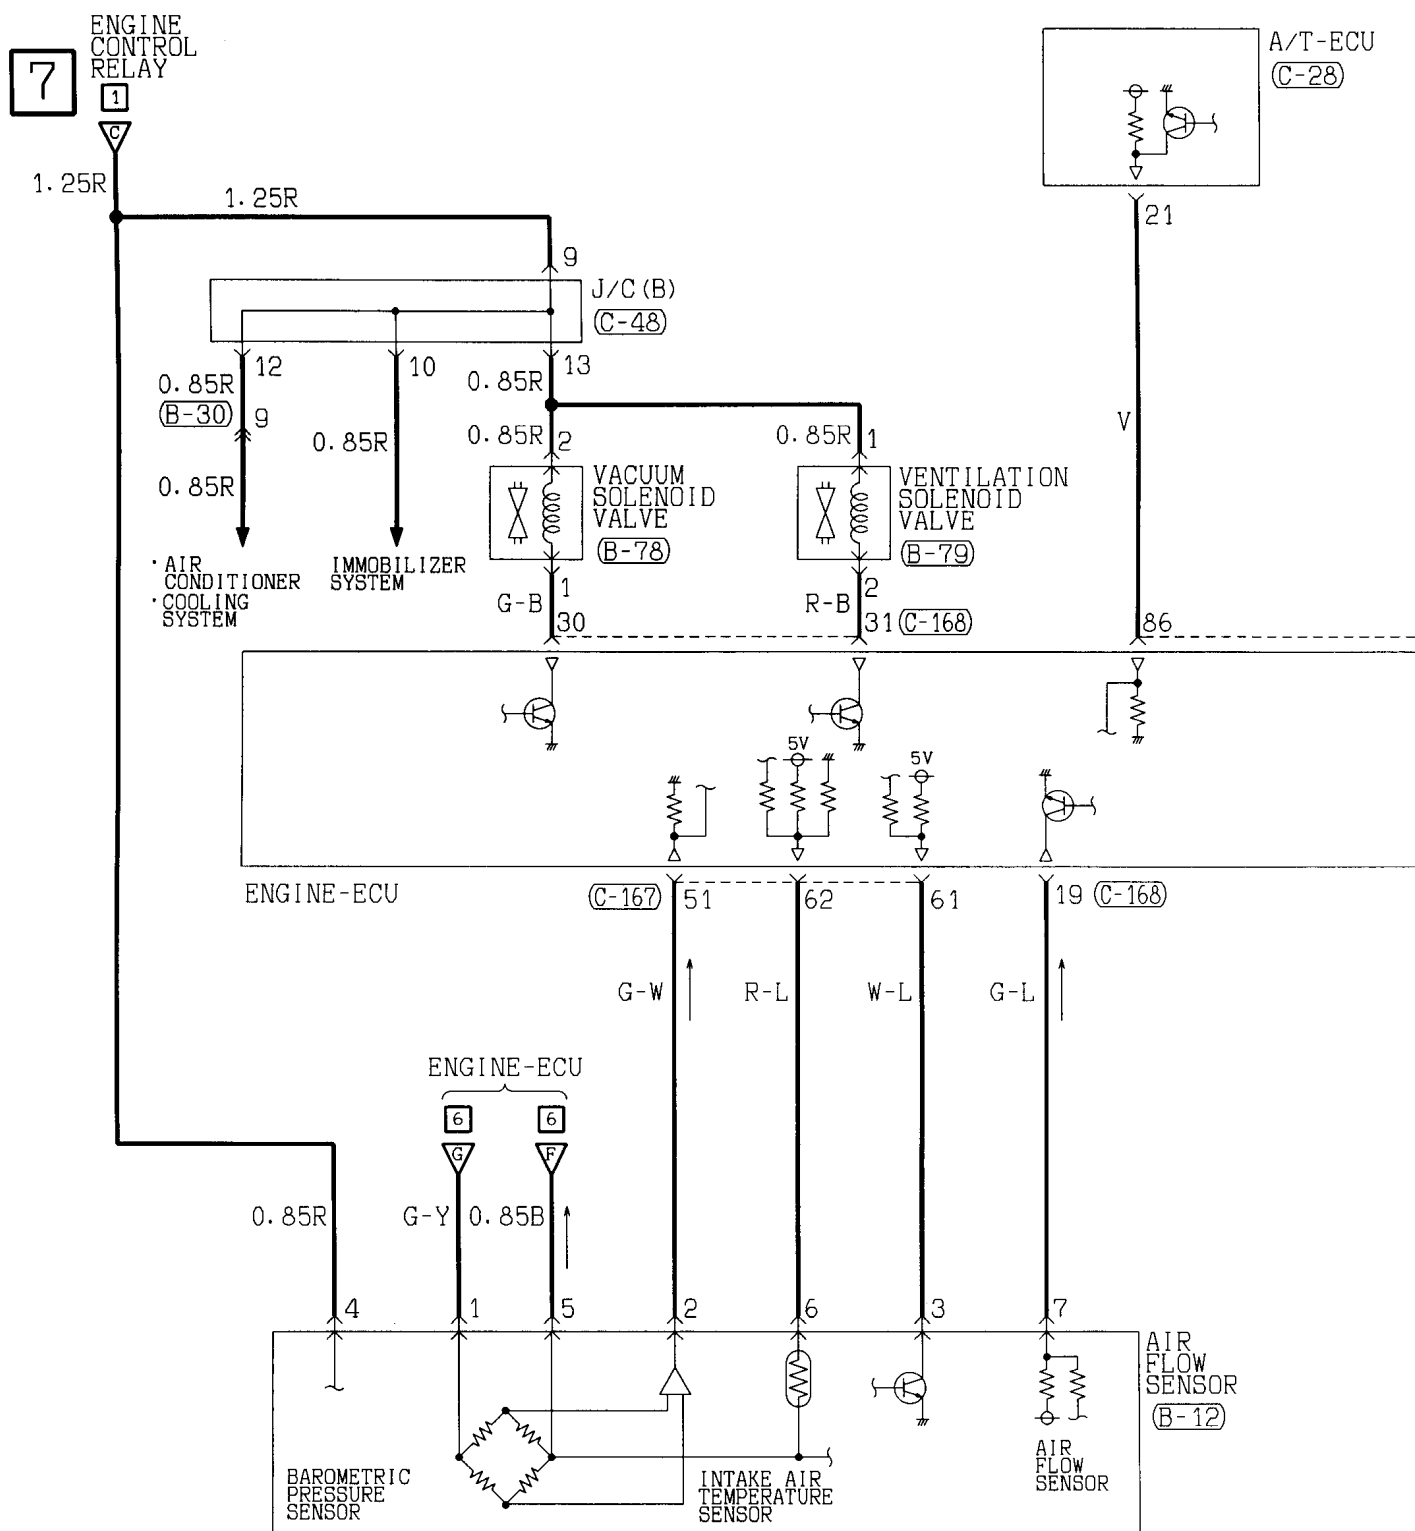 7
ENGINE
CONTROL
RELAY
1
C
1.25R
1.25R
9
J/C(B)
(C-48)
12
10
13
0.85R
0.85R
(B-30)
9
0.85R
0.85R
2
0.85R
1
0.85R
VACUUM
SOLENOID
VALVE
(B-78)
VENTILATION
SOLENOID
VALVE
(B-79)
· AIR
CONDITIONER
· COOLING
SYSTEM
IMMOBILIZER
SYSTEM
1
G-B
30
2
R-B
31
(C-168)
A/T-ECU
(C-28)
21
V
86
5V
5V
ENGINE-ECU
(C-167)
51
62
61
19
(C-168)
G-W
R-L
W-L
G-L
ENGINE-ECU
6
6
G
F
0.85R
G-Y
0.85B
4
1
5
2
6
3
7
AIR
FLOW
SENSOR
(B-12)
BAROMETRIC
PRESSURE
SENSOR
INTAKE AIR
TEMPERATURE
SENSOR
AIR
FLOW
SENSOR